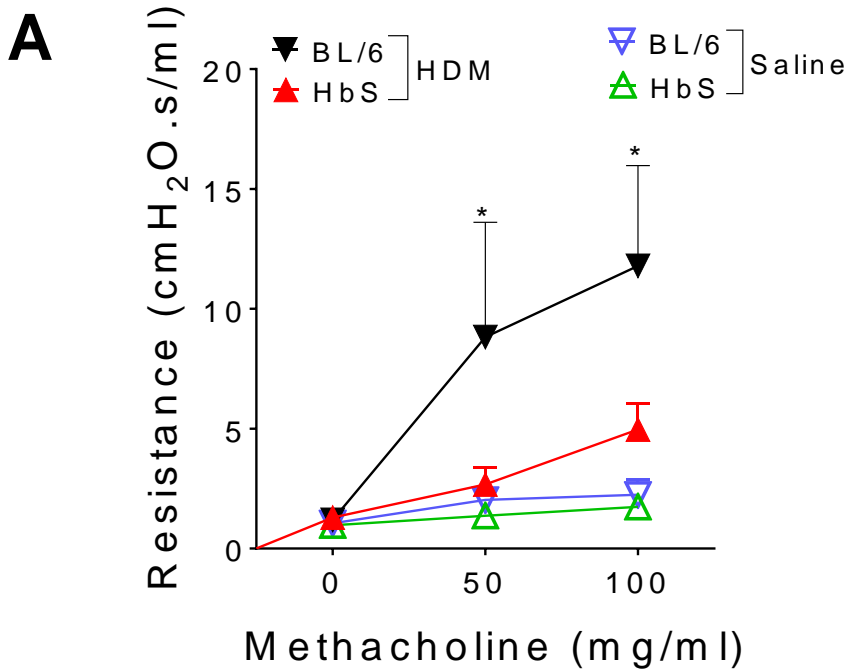 A
BL/6
HbS
HDM
BL/6
HbS
Saline
Resistance (cmH₂O.s/ml)
20
15
10
5
0
*
*
0 50 100
Methacholine (mg/ml)